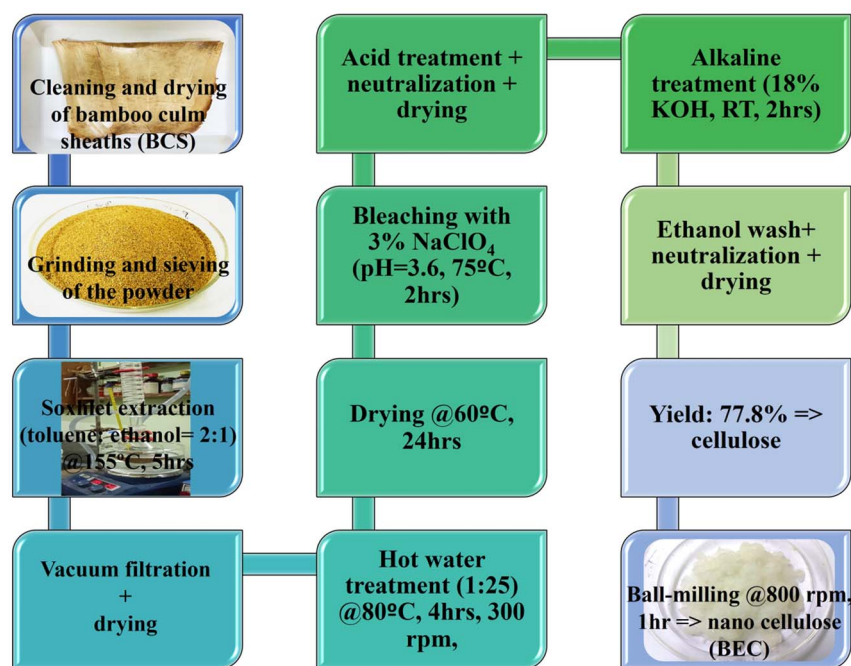 Cleaning and drying
of bamboo culm
sheaths (BCS)
Grinding and sieving
of the powder
Soxhlet extraction
(toluene: ethanol= 2:1)
@155ºC, 5hrs
Vacuum filtration
+
drying
Hot water
treatment (1:25)
@80ºC, 4hrs, 300
rpm,
Drying @60ºC,
24hrs
Bleaching with
3% NaClO₄
(pH=3.6, 75ºC,
2hrs)
Acid treatment +
neutralization +
drying
Alkaline
treatment (18%
KOH, RT, 2hrs)
Ethanol wash+
neutralization +
drying
Yield: 77.8% =>
cellulose
Ball-milling @800 rpm,
1hr => nano cellulose
(BEC)